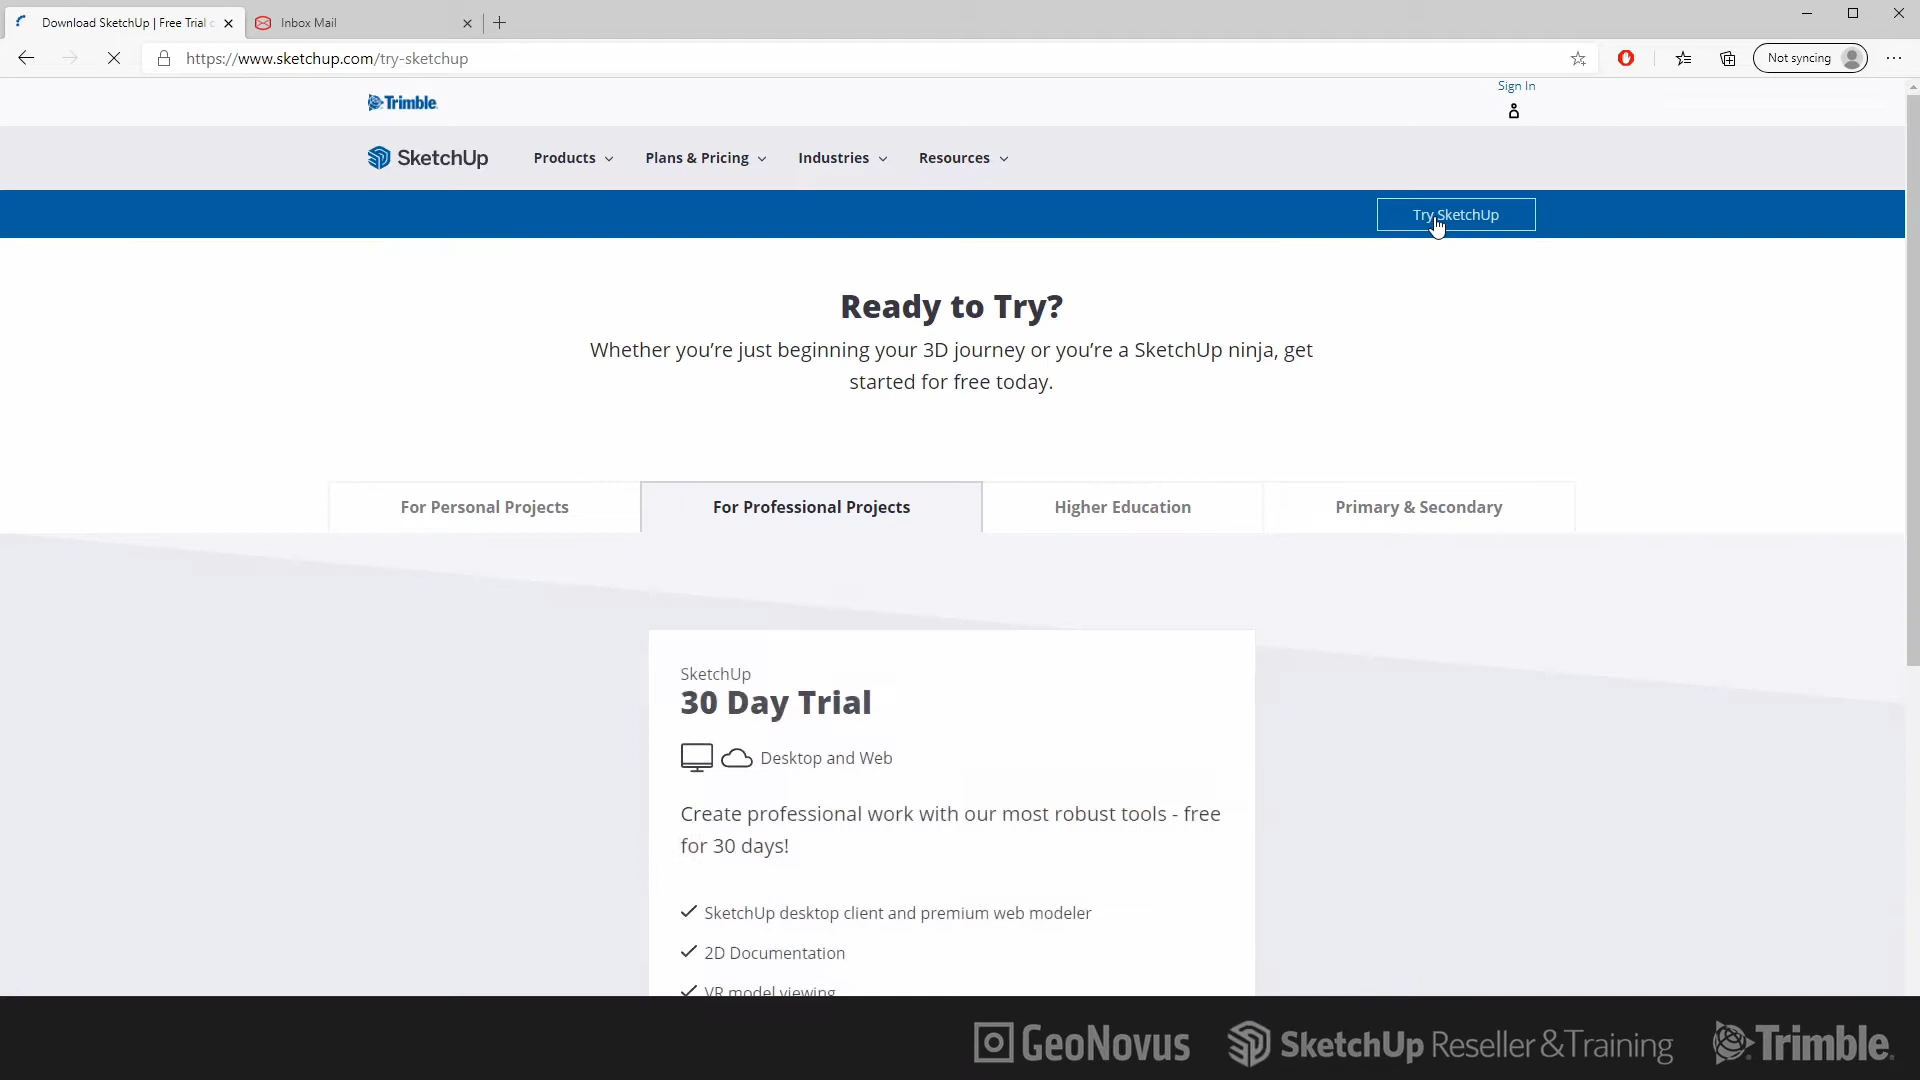 Download SketchUp | Free Trial
Inbox Mail
https://www.sketchup.com/try-sketchup
Not syncing
Trimble
Sign In
SketchUp
Products
Plans & Pricing
Industries
Resources
Try SketchUp
Ready to Try?
Whether you're just beginning your 3D journey or you're a SketchUp ninja, get
started for free today.
For Personal Projects
For Professional Projects
Higher Education
Primary & Secondary
SketchUp
30 Day Trial
Desktop and Web
Create professional work with our most robust tools - free
for 30 days!
SketchUp desktop client and premium web modeler
2D Documentation
VR model viewing
GeoNovus
SketchUp Reseller & Training
Trimble